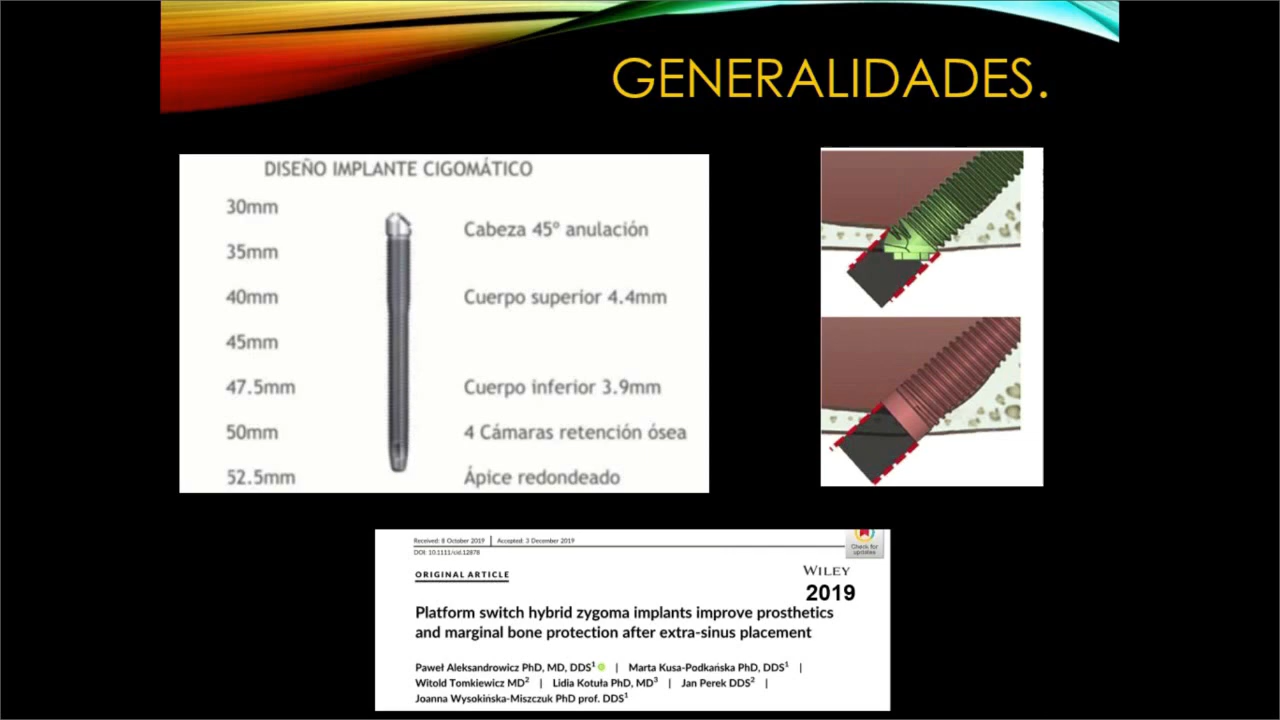 GENERALIDADES.
DISEÑO IMPLANTE CIGOMÁTICO
30mm
35mm
40mm
45mm
47.5mm
50mm
52.5mm
Cabeza 45º anulación
Cuerpo superior 4.4mm
Cuerpo inferior 3.9mm
4 Cámaras retención ósea
Ápice redondeado
Received: 8 October 2019 | Accepted: 3 December 2019
DOI: 10.1111/cid.12878
Check for
updates
ORIGINAL ARTICLE
WILEY
2019
Platform switch hybrid zygoma implants improve prosthetics
and marginal bone protection after extra-sinus placement
Paweł Aleksandrowicz PhD, MD, DDS1 | Marta Kusa-Podkańska PhD, DDS1 |
Witold Tomkiewicz MD2 | Lidia Kotuła PhD, MD3 | Jan Perek DDS2 |
Joanna Wysokińska-Miszczuk PhD prof. DDS1